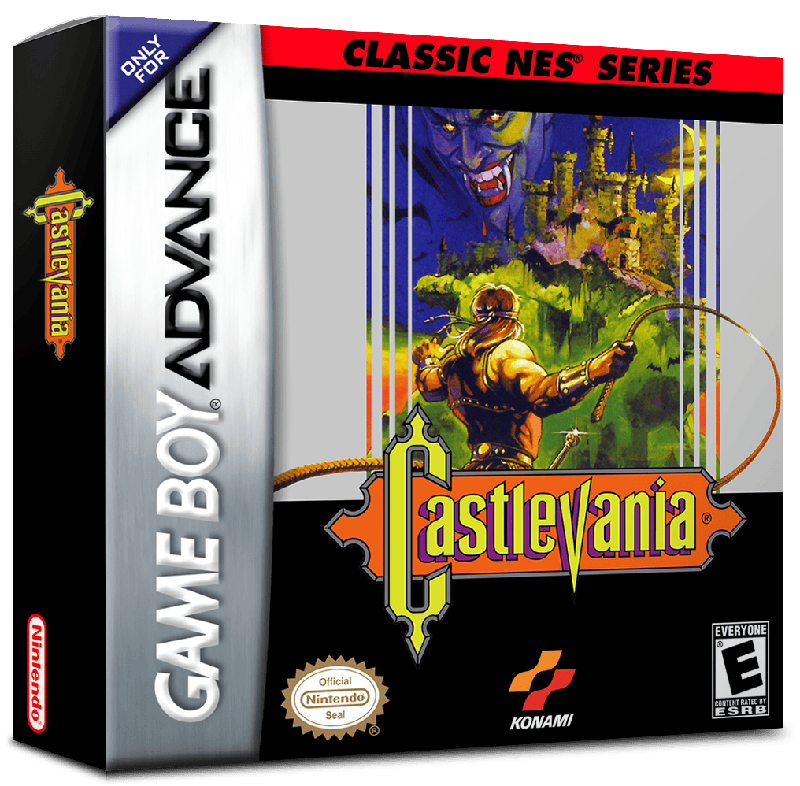 ONLY
FOR
GAME BOY ADVANCE
®
CLASSIC NES® SERIES
Castlevania
Castlevania®
Nintendo®
Official
Nintendo
Seal
®
KONAMI
EVERYONE
E
®
CONTENT RATED BY
ESRB